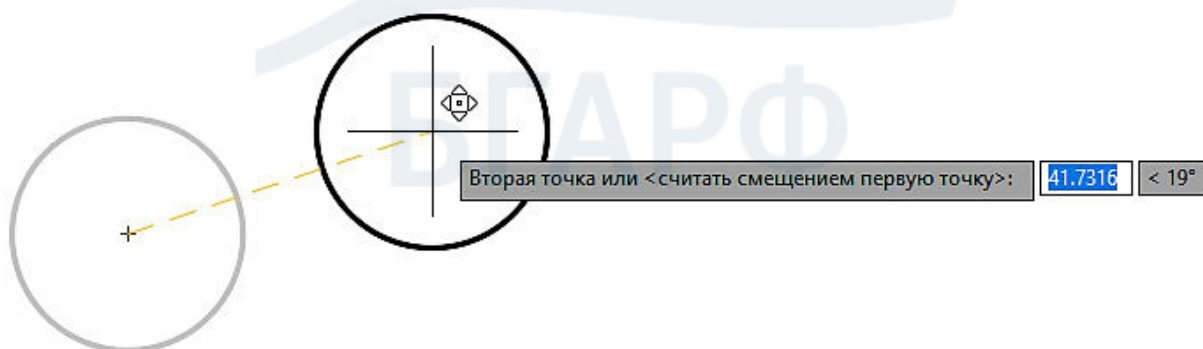 БГАРФ
Вторая точка или <считать смещением первую точку>: 41.7316 < 19°